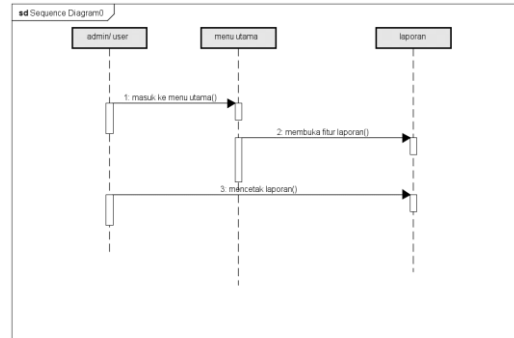 sd Sequence Diagram0
admin/ user
menu utama
laporan
1: masuk ke menu utama()
2: membuka fitur laporan()
3: mencetak laporan()